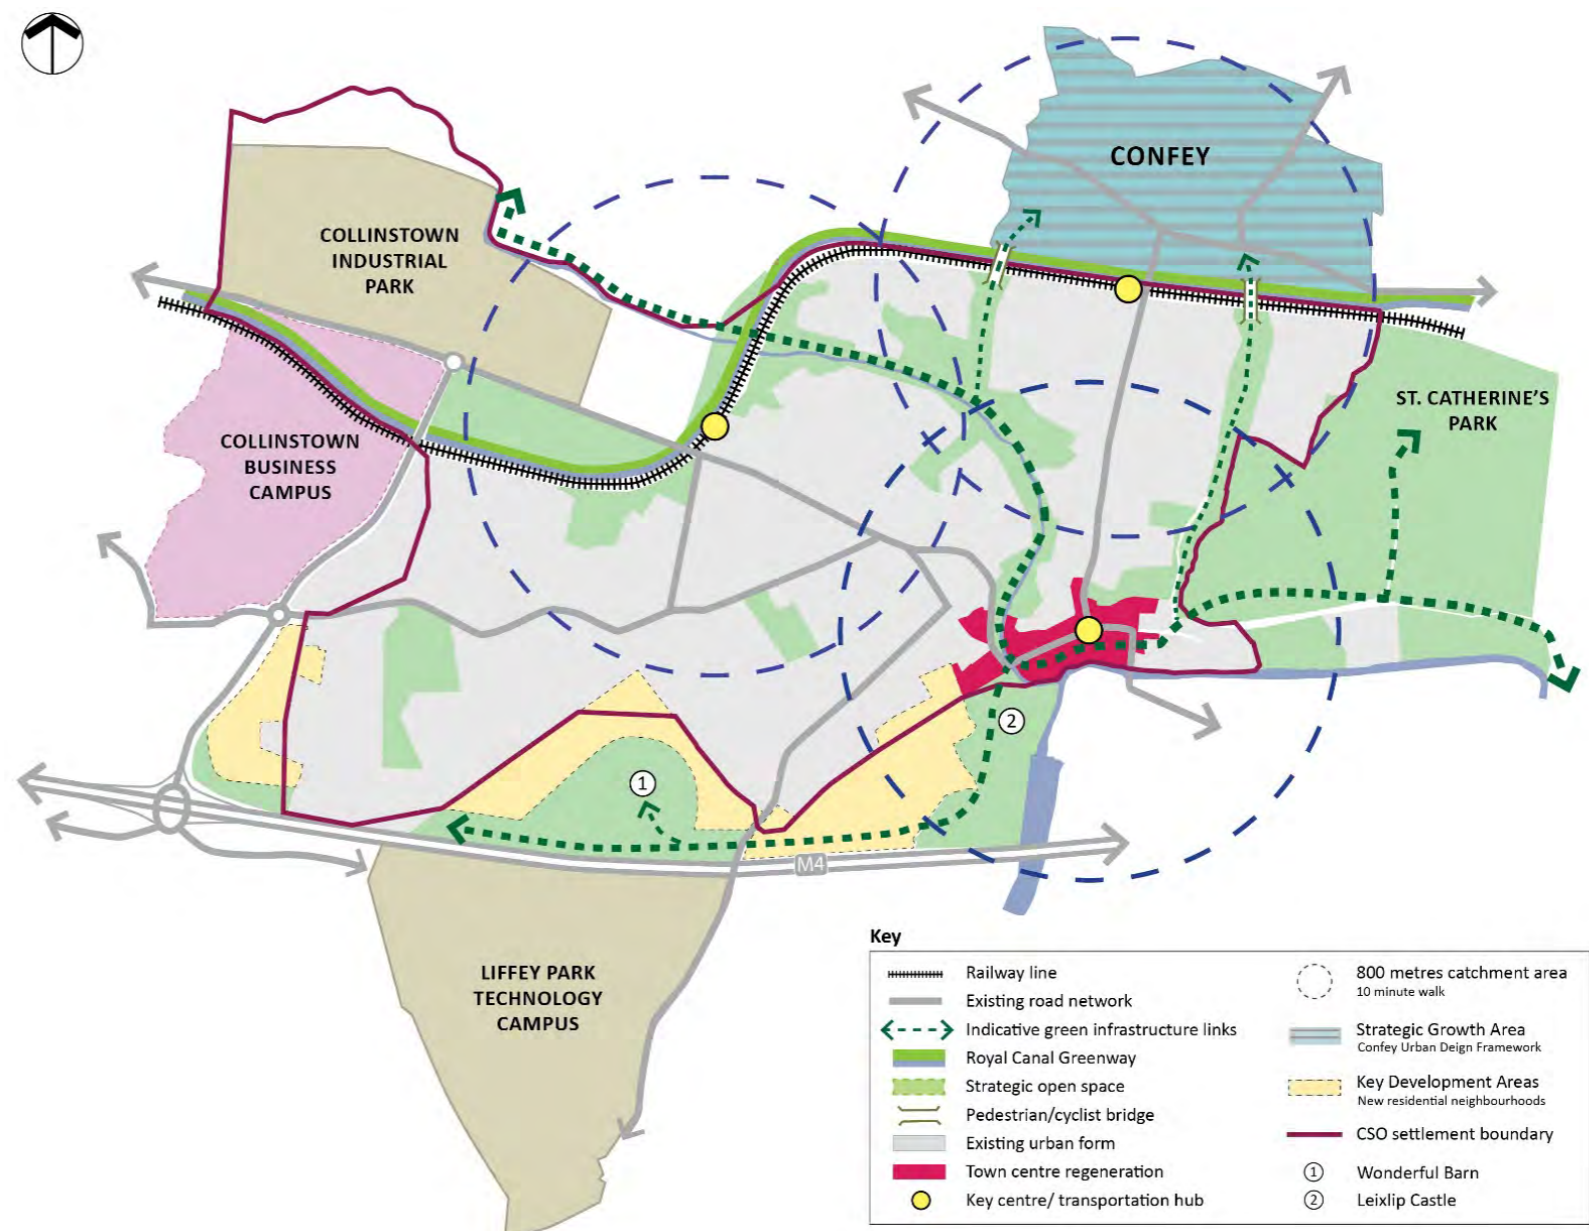 CONFEY
COLLINSTOWN
INDUSTRIAL
PARK
ST. CATHERINE'S
PARK
COLLINSTOWN
BUSINESS
CAMPUS
2
1
M4
LIFFEY PARK
TECHNOLOGY
CAMPUS
Key
Railway line
Existing road network
Indicative green infrastructure links
Royal Canal Greenway
Strategic open space
Pedestrian/cyclist bridge
Existing urban form
Town centre regeneration
Key centre/ transportation hub
800 metres catchment area
10 minute walk
Strategic Growth Area
Confey Urban Deign Framework
Key Development Areas
New residential neighbourhoods
CSO settlement boundary
1 Wonderful Barn
2 Leixlip Castle